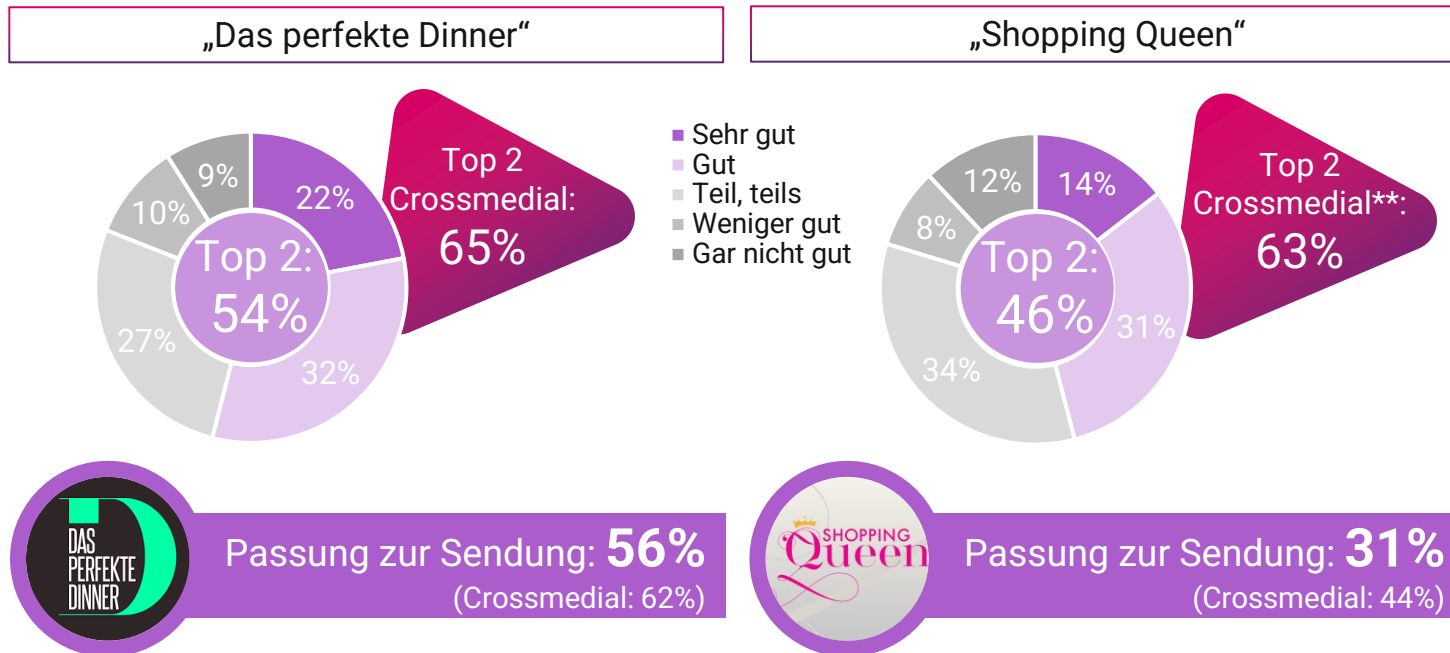 „Das perfekte Dinner“
22%
32%
27%
10%
9%
Top 2:
54%
Top 2
Crossmedial:
65%
DAS
PERFEKTE
DINNER
Passung zur Sendung: 56%
(Crossmedial: 62%)
Sehr gut
Gut
Teil, teils
Weniger gut
Gar nicht gut
„Shopping Queen“
14%
31%
34%
8%
12%
Top 2:
46%
Top 2
Crossmedial**:
63%
SHOPPING
Queen
Passung zur Sendung: 31%
(Crossmedial: 44%)